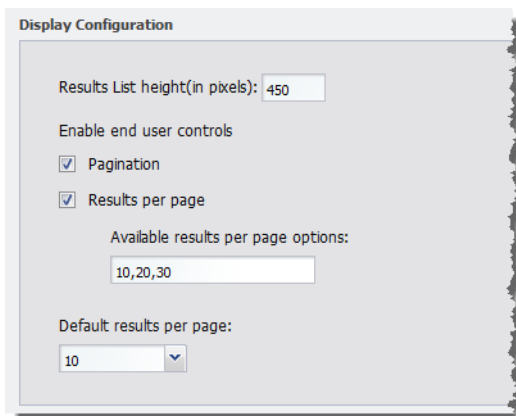 Display Configuration
Results List height(in pixels): 450
Enable end user controls
Pagination
Results per page
Available results per page options:
10,20,30
Default results per page:
10